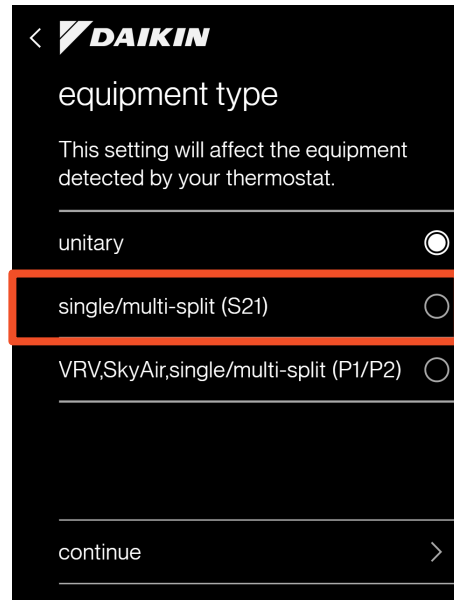 DAIKIN
equipment type
This setting will affect the equipment
detected by your thermostat.
unitary
single/multi-split (S21)
VRV,SkyAir,single/multi-split (P1/P2)
continue